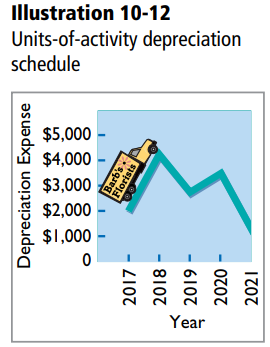 Illustration 10-12
Units-of-activity depreciation
schedule
Depreciation Expense
$5,000
$4,000
$3,000
$2,000
$1,000
0
Barb's
Florists
2017
2018
2019
2020
2021
Year